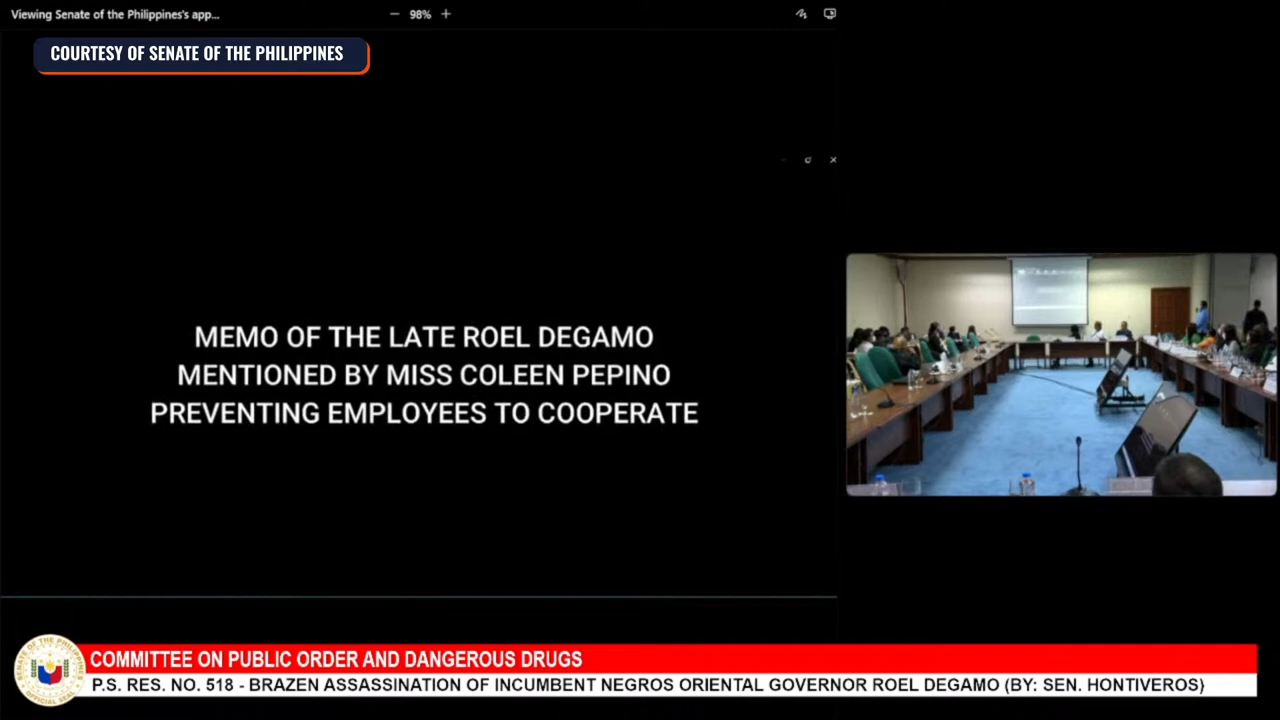 Viewing Senate of the Philippines's app...
98%
COURTESY OF SENATE OF THE PHILIPPINES
MEMO OF THE LATE ROEL DEGAMO
MENTIONED BY MISS COLEEN PEPINO
PREVENTING EMPLOYEES TO COOPERATE
COMMITTEE ON PUBLIC ORDER AND DANGEROUS DRUGS
P.S. RES. NO. 518 - BRAZEN ASSASSINATION OF INCUMBENT NEGROS ORIENTAL GOVERNOR ROEL DEGAMO (BY: SEN. HONTIVEROS)